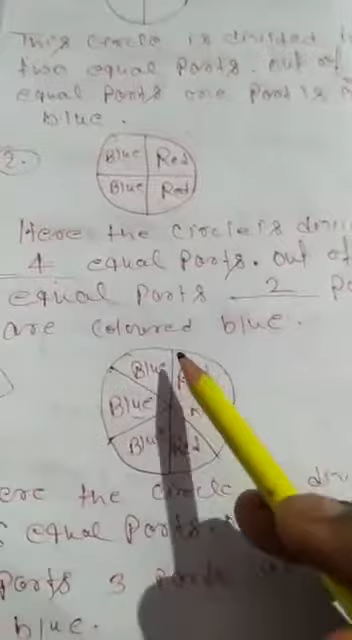 This circle is divided
two equal parts. out of
equal parts one part is
blue.
2.
Blue Red
Blue Red
Here the circle is
4 equal parts. out of
equal parts 2
are coloured blue.
Blue
Blue
Blue Red
the circle
equal parts.
parts 3 parts
blue.